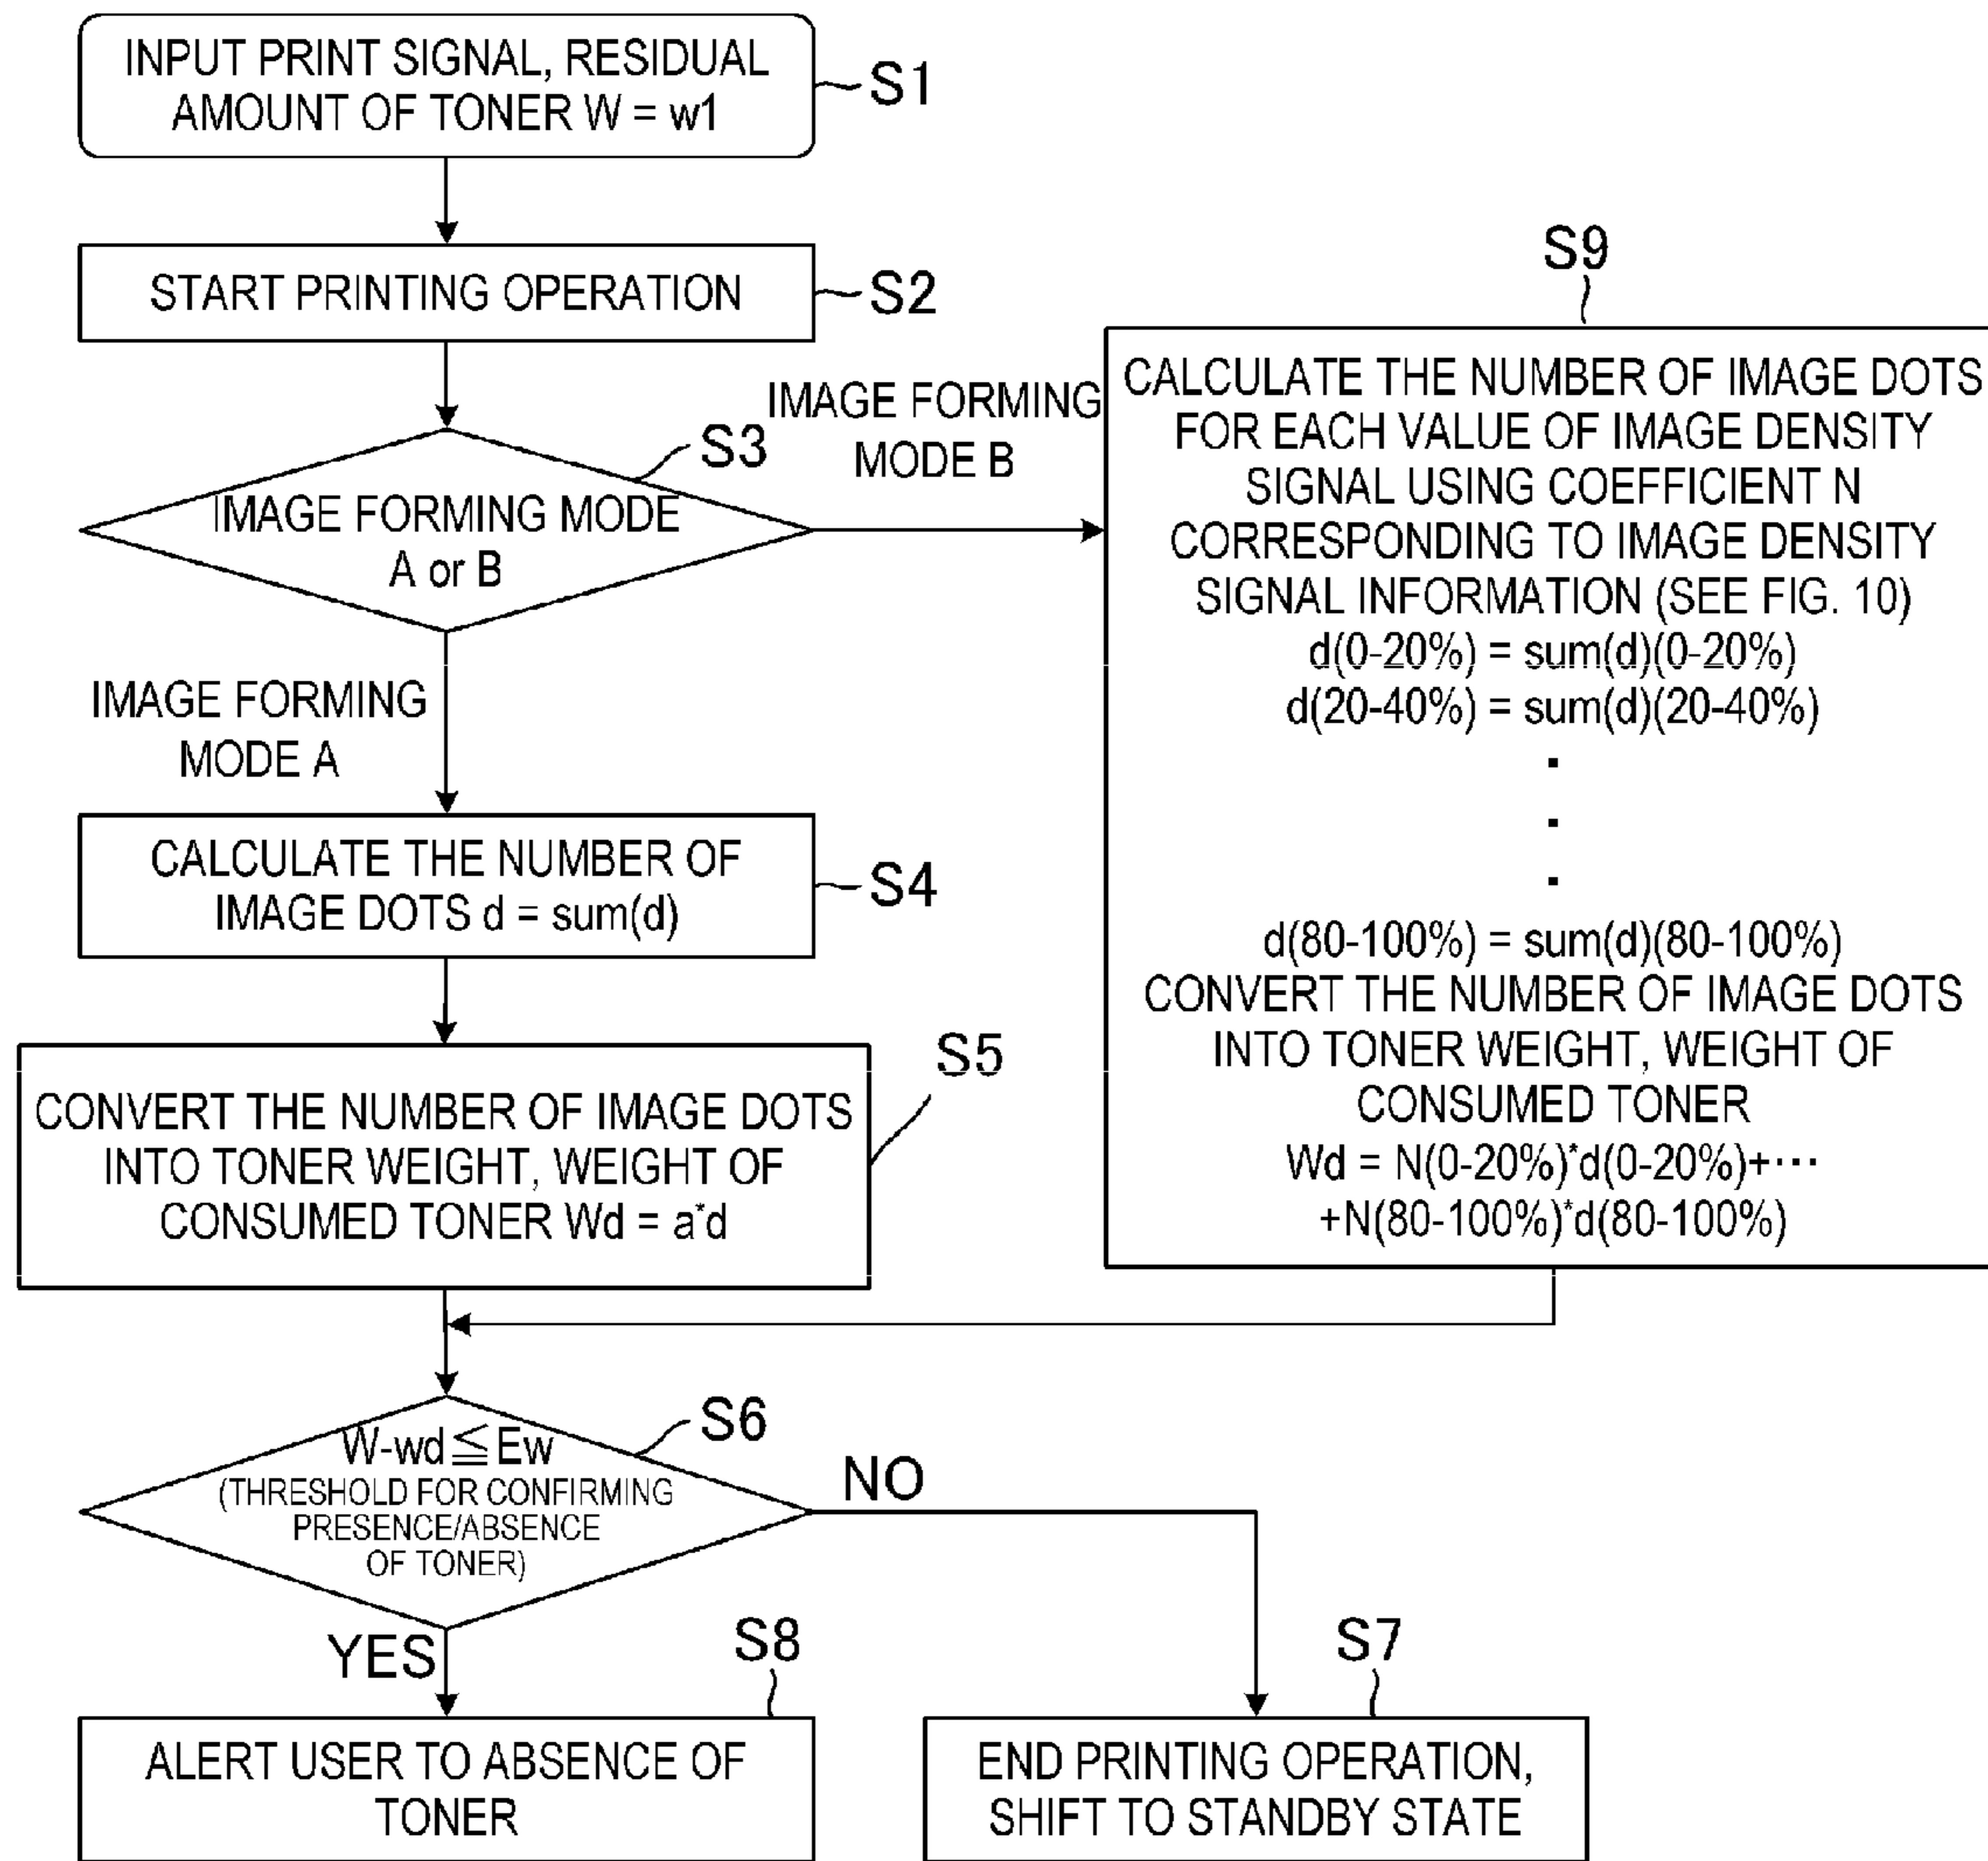 INPUT PRINT SIGNAL, RESIDUAL
AMOUNT OF TONER W = w1
S1
START PRINTING OPERATION
S2
S3
IMAGE FORMING MODE
A or B
IMAGE FORMING
MODE B
IMAGE FORMING
MODE A
CALCULATE THE NUMBER OF
IMAGE DOTS d = sum(d)
S4
CONVERT THE NUMBER OF IMAGE DOTS
INTO TONER WEIGHT, WEIGHT OF
CONSUMED TONER Wd = a*d
S5
S9
CALCULATE THE NUMBER OF IMAGE DOTS
FOR EACH VALUE OF IMAGE DENSITY
SIGNAL USING COEFFICIENT N
CORRESPONDING TO IMAGE DENSITY
SIGNAL INFORMATION (SEE FIG. 10)
d(0-20%) = sum(d)(0-20%)
d(20-40%) = sum(d)(20-40%)
.
.
.
d(80-100%) = sum(d)(80-100%)
CONVERT THE NUMBER OF IMAGE DOTS
INTO TONER WEIGHT, WEIGHT OF
CONSUMED TONER
Wd = N(0-20%)*d(0-20%)+···
+N(80-100%)*d(80-100%)
S6
W-wd≦Ew
(THRESHOLD FOR CONFIRMING
PRESENCE/ABSENCE
OF TONER)
NO
YES
S8
ALERT USER TO ABSENCE OF
TONER
S7
END PRINTING OPERATION,
SHIFT TO STANDBY STATE